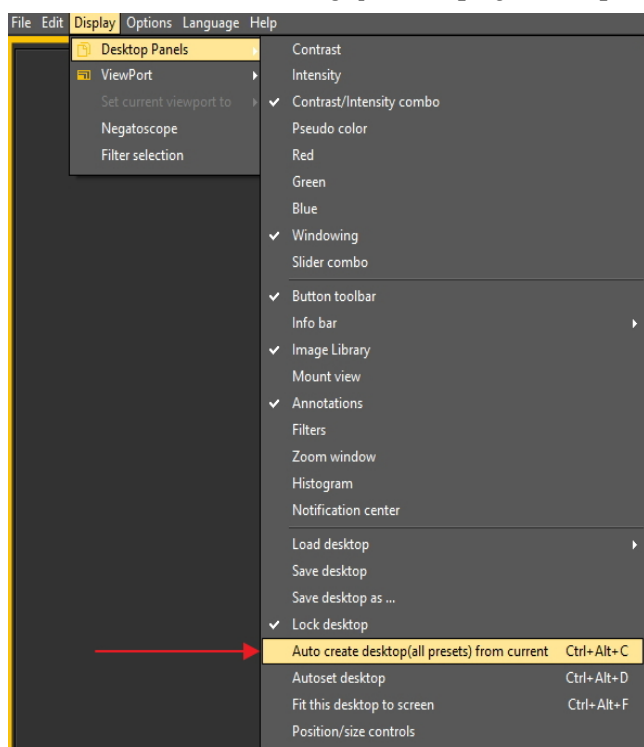 File Edit Display Options Language Help
Desktop Panels
ViewPort
Set current viewport to
Negatoscope
Filter selection
Contrast
Intensity
Contrast/Intensity combo
Pseudo color
Red
Green
Blue
Windowing
Slider combo
Button toolbar
Info bar
Image Library
Mount view
Annotations
Filters
Zoom window
Histogram
Notification center
Load desktop
Save desktop
Save desktop as ...
Lock desktop
Auto create desktop(all presets) from current Ctrl+Alt+C
Autoset desktop Ctrl+Alt+D
Fit this desktop to screen Ctrl+Alt+F
Position/size controls